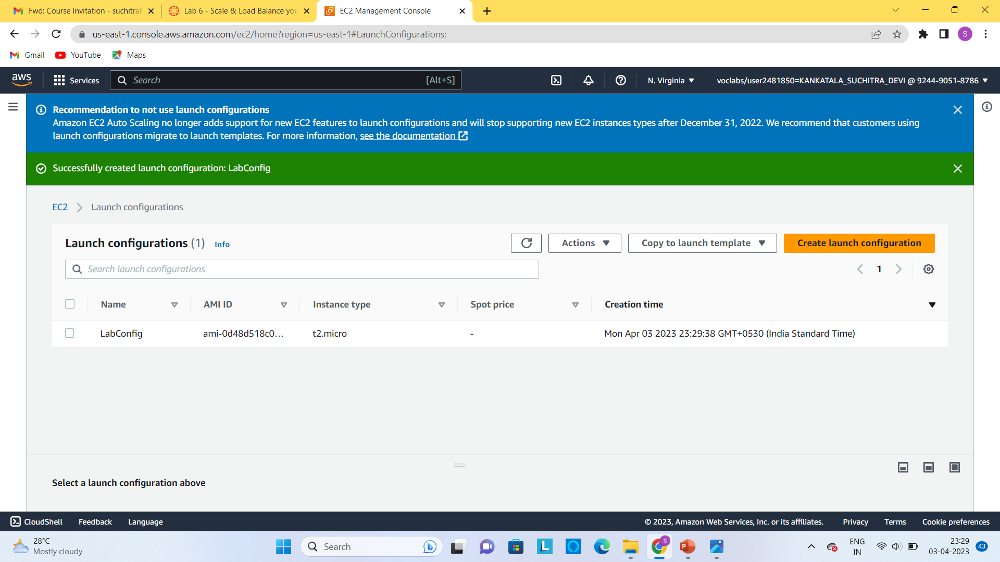 Fwd: Course Invitation - suchitrak
Lab 6 - Scale & Load Balance you
EC2 Management Console
us-east-1.console.aws.amazon.com/ec2/home?region=us-east-1#LaunchConfigurations:
S
Gmail
YouTube
Maps
aws
Services
Search
[Alt+S]
N. Virginia
voclabs/user2481850=KANKATALA_SUCHITRA_DEVI @ 9244-9051-8786
Recommendation to not use launch configurations
Amazon EC2 Auto Scaling no longer adds support for new EC2 features to launch configurations and will stop supporting new EC2 instances types after December 31, 2022. We recommend that customers using
launch configurations migrate to launch templates. For more information, see the documentation
Successfully created launch configuration: LabConfig
EC2 Launch configurations
Launch configurations (1) Info
Actions
Copy to launch template
Create launch configuration
Search launch configurations
1
Name AMI ID Instance type Spot price Creation time
LabConfig ami-0d48d518c0... t2.micro - Mon Apr 03 2023 23:29:38 GMT+0530 (India Standard Time)
Select a launch configuration above
CloudShell Feedback Language
© 2023, Amazon Web Services, Inc. or its affiliates. Privacy Terms Cookie preferences
28°C
Mostly cloudy
Search
L
S
P
ENG
IN
23:29
03-04-2023
43